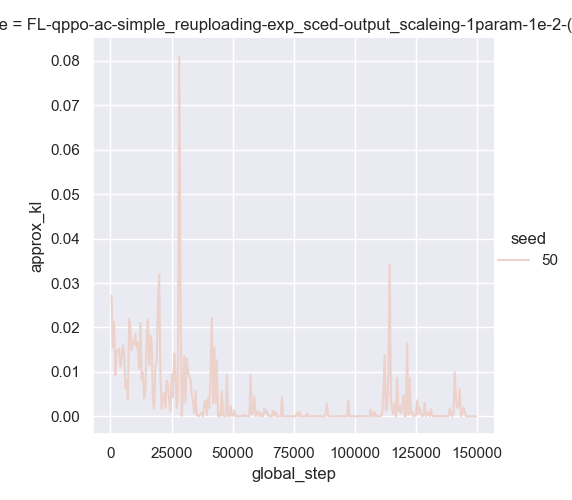 e = FL-qppo-ac-simple_reuploading-exp_sced-output_scaleing-1param-1e-2-(
0.08
0.07
0.06
0.05
0.04
0.03
0.02
0.01
0.00
approx_kl
0 25000 50000 75000 100000 125000 150000
global_step
seed
50